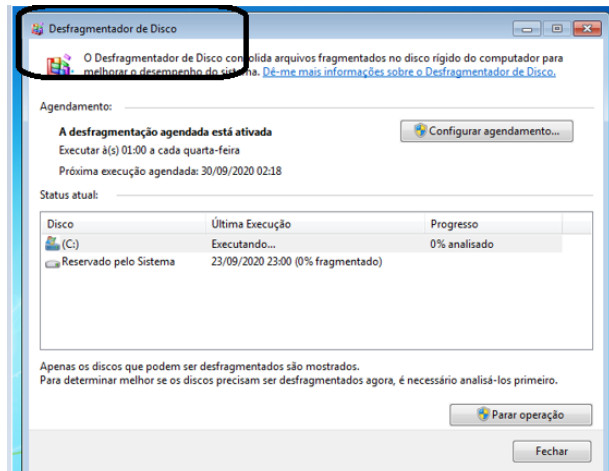 Desfragmentador de Disco
O Desfragmentador de Disco consolida arquivos fragmentados no disco rígido do computador para
melhorar o desempenho do sistema. Dê-me mais informações sobre o Desfragmentador de Disco.
Agendamento:
A desfragmentação agendada está ativada
Configurar agendamento...
Executar à(s) 01:00 a cada quarta-feira
Próxima execução agendada: 30/09/2020 02:18
Status atual:
Disco Última Execução Progresso
(C:) Executando... 0% analisado
Reservado pelo Sistema 23/09/2020 23:00 (0% fragmentado)
Apenas os discos que podem ser desfragmentados são mostrados.
Para determinar melhor se os discos precisam ser desfragmentados agora, é necessário analisá-los primeiro.
Parar operação
Fechar